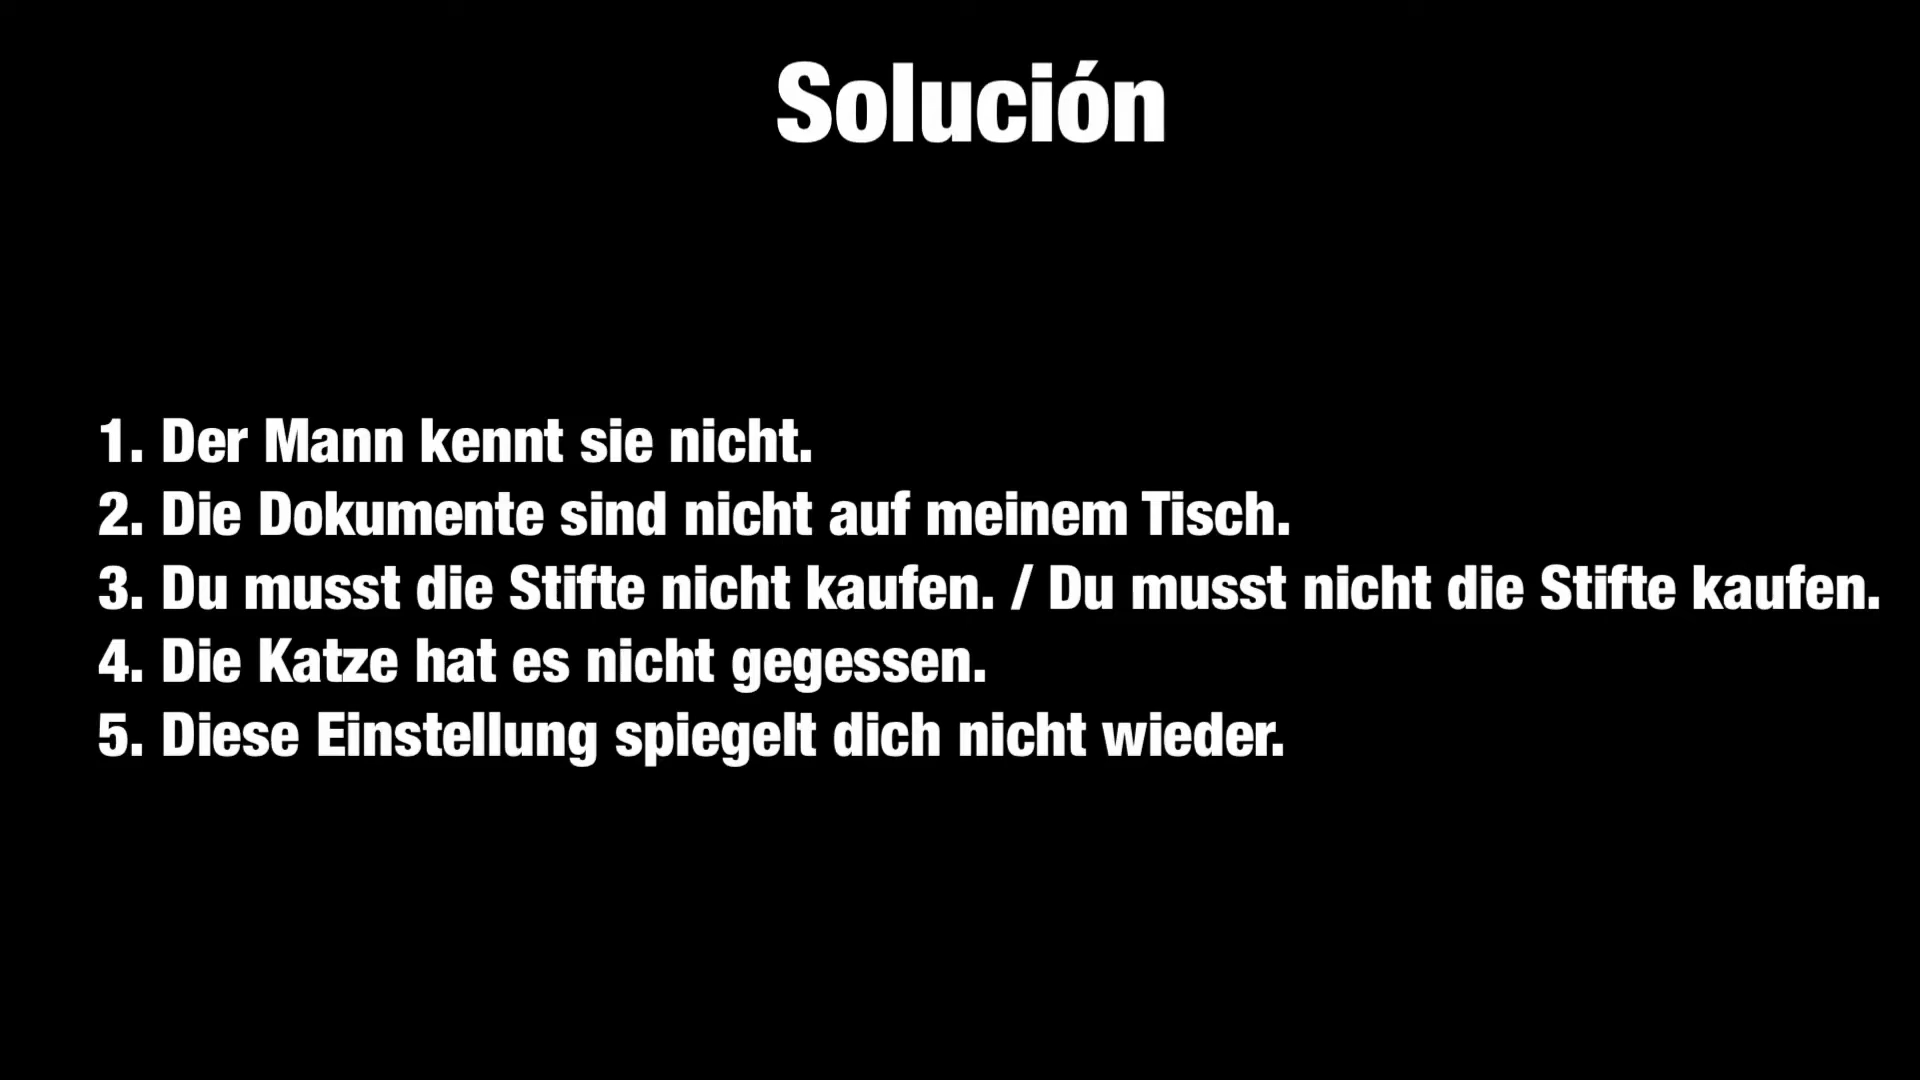 Solución
1. Der Mann kennt sie nicht.
2. Die Dokumente sind nicht auf meinem Tisch.
3. Du musst die Stifte nicht kaufen. / Du musst nicht die Stifte kaufen.
4. Die Katze hat es nicht gegessen.
5. Diese Einstellung spiegelt dich nicht wieder.